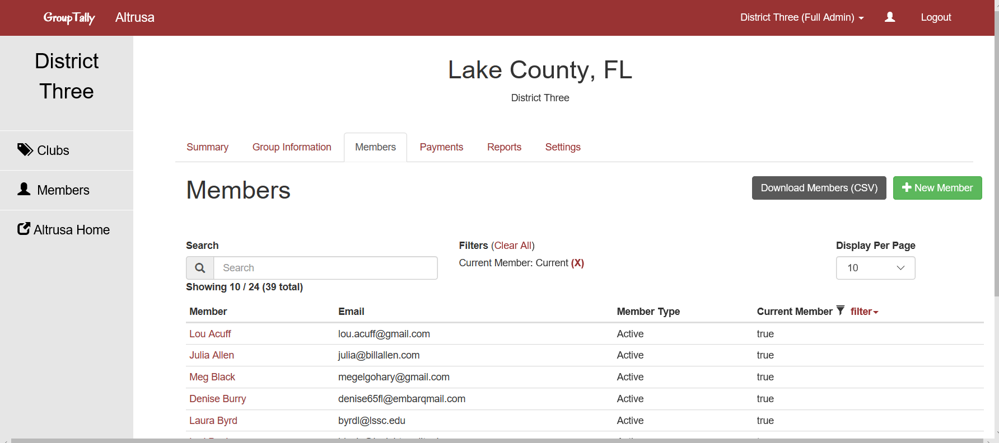 GroupTally Altrusa District Three (Full Admin) Logout
District
Three
Clubs
Members
Altrusa Home
Lake County, FL
District Three
Summary Group Information Members Payments Reports Settings
Members
Download Members (CSV) New Member
Search
Search
Showing 10 / 24 (39 total)
Filters (Clear All)
Current Member: Current (X)
Display Per Page
10
Member Email Member Type Current Member filter
Lou Acuff lou.acuff@gmail.com Active true
Julia Allen julia@billallen.com Active true
Meg Black megelgohary@gmail.com Active true
Denise Burry denise65fl@embarqmail.com Active true
Laura Byrd byrdl@lssc.edu Active true